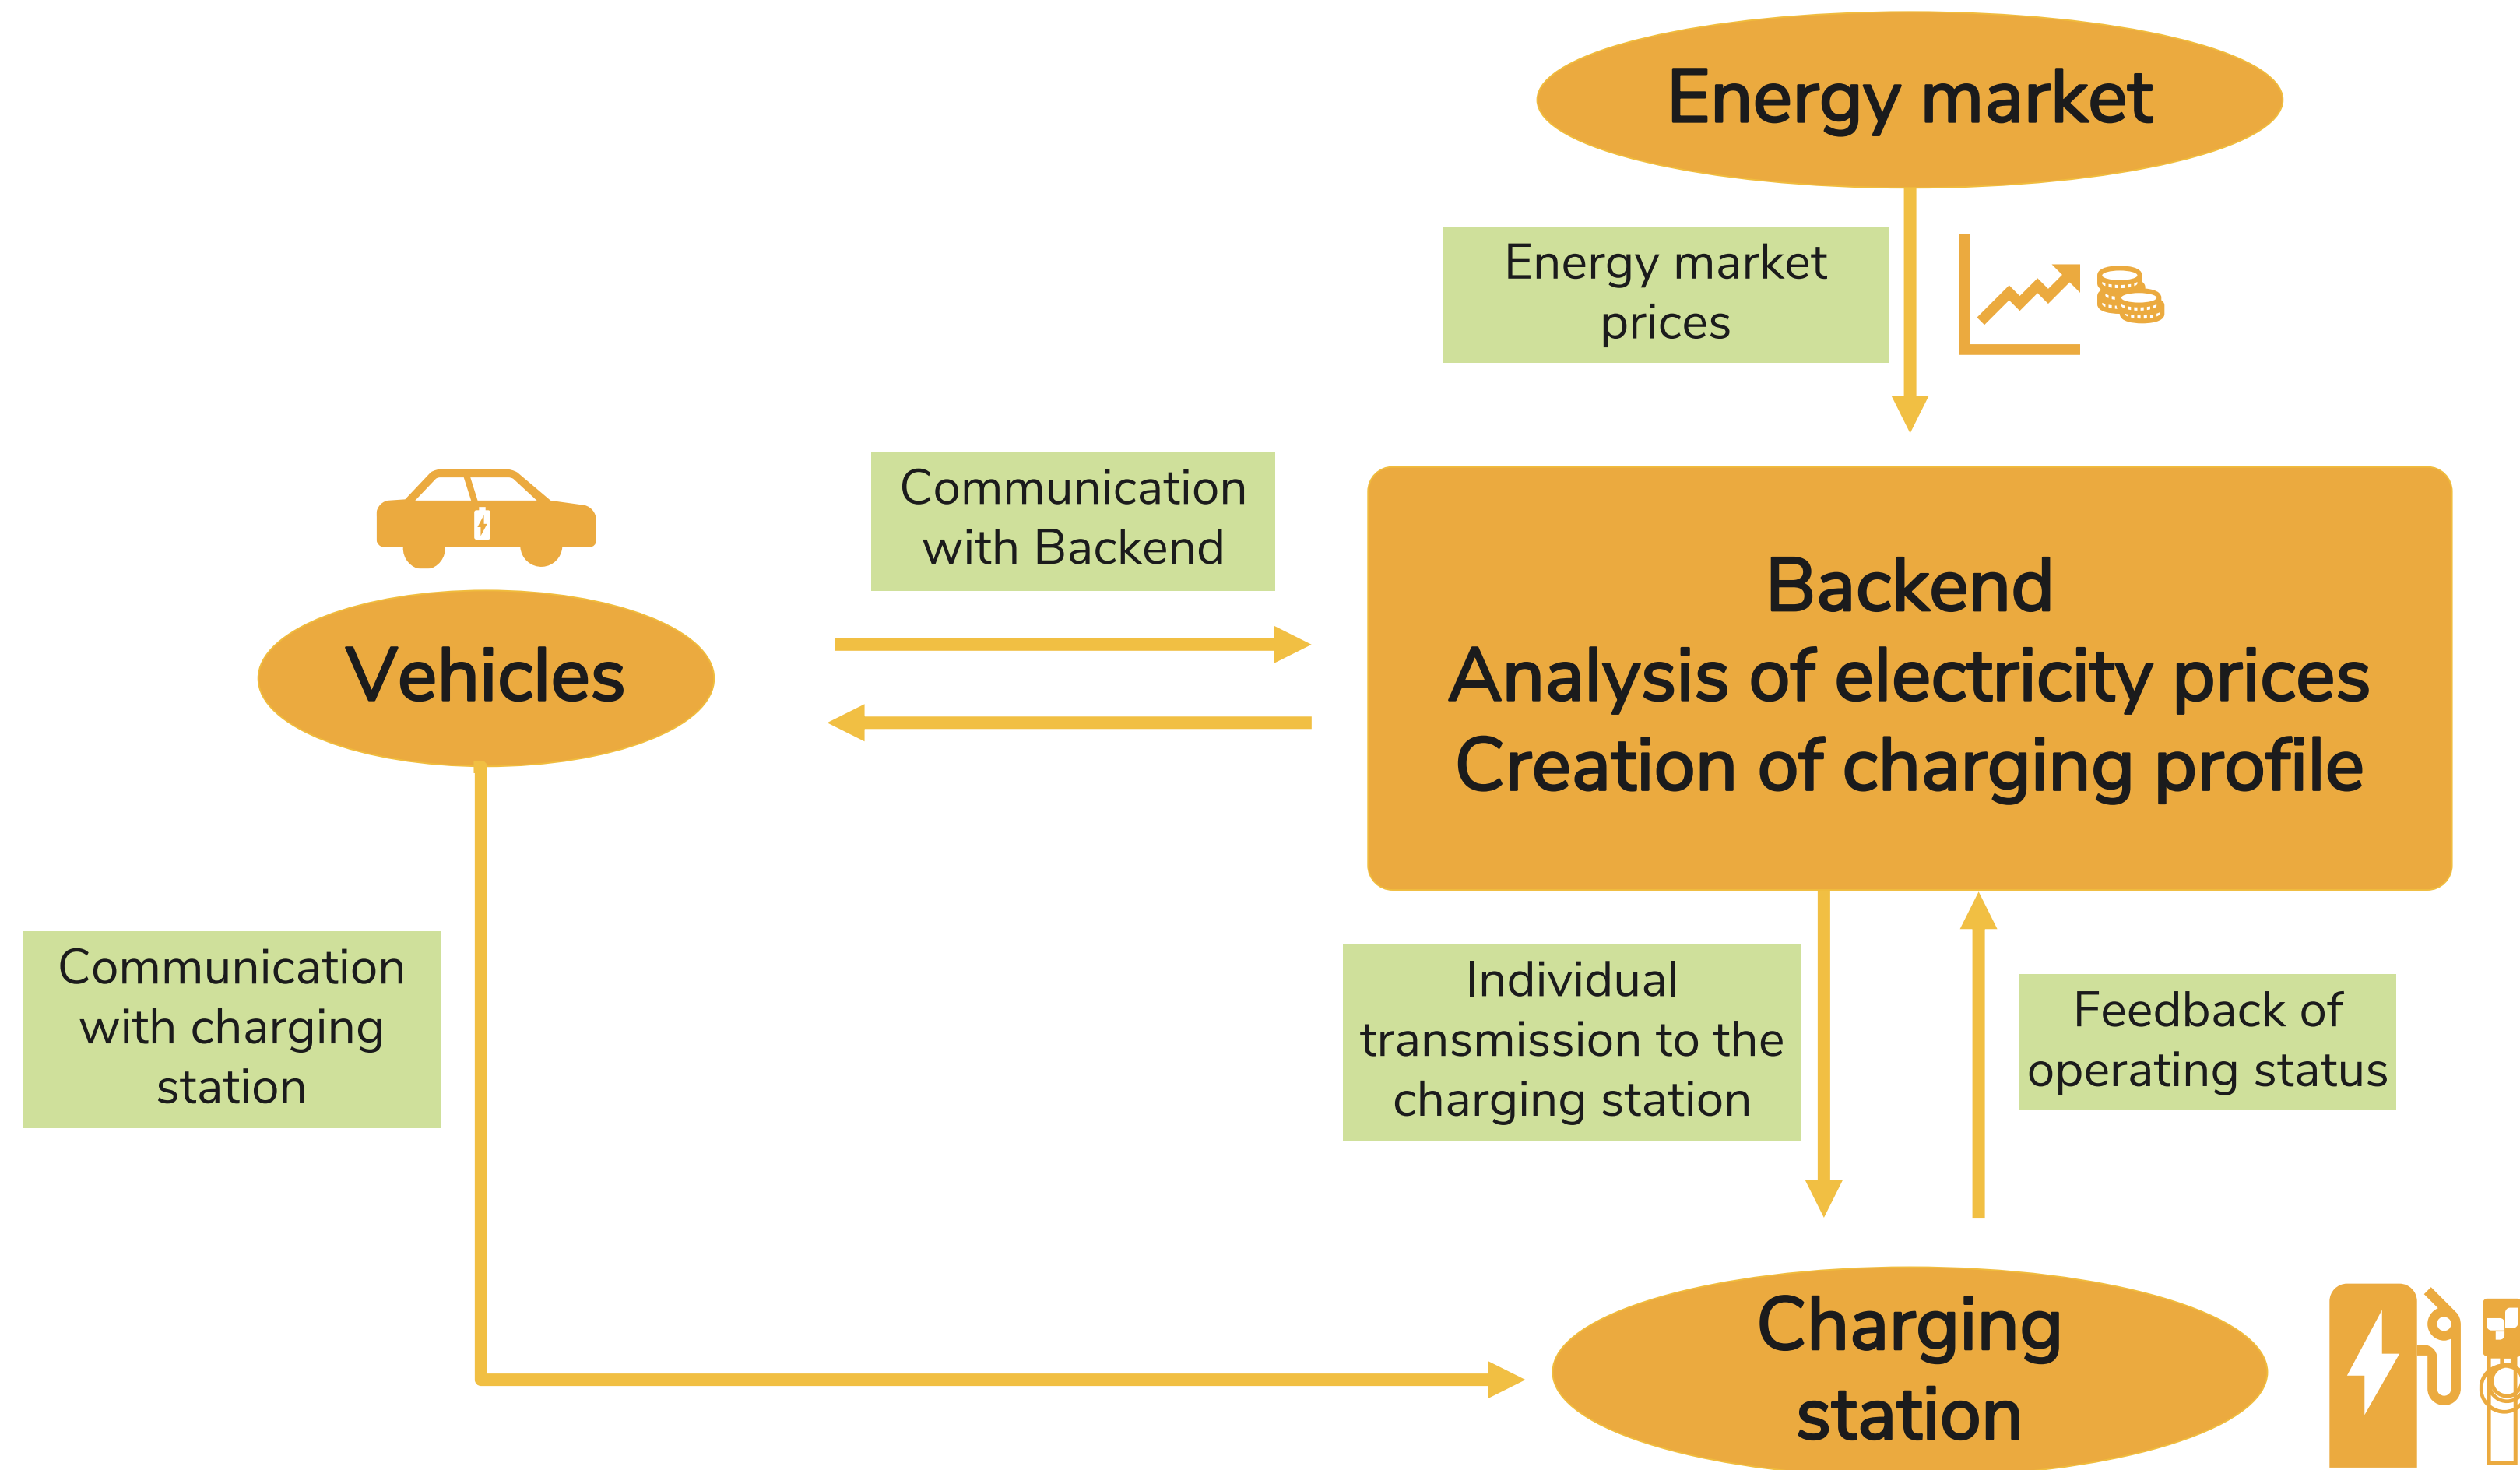 Energy market
Energy market
prices
Communication
with Backend
Vehicles
Backend
Analysis of electricity prices
Creation of charging profile
Communication
with charging
station
Individual
transmission to the
charging station
Feedback of
operating status
Charging
station